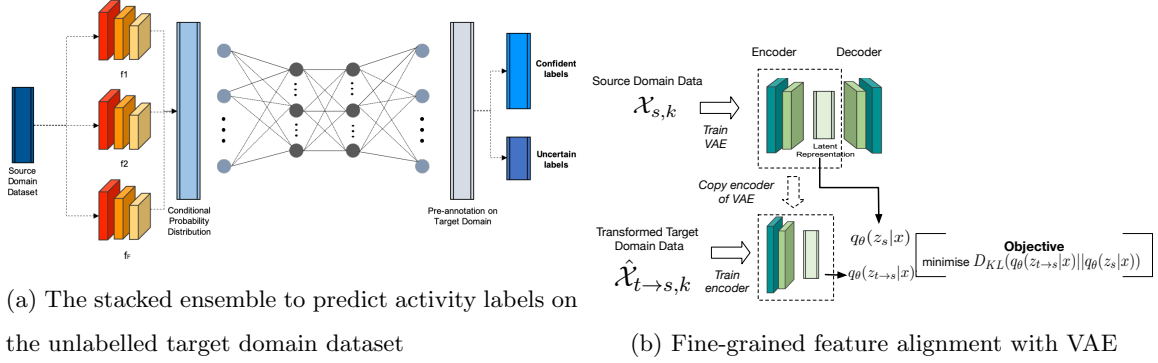 f1
f2
fF
Source
Domain
Dataset
Conditional
Probability
Distribution
Pre-annotation on
Target Domain
Confident
labels
Uncertain
labels
(a) The stacked ensemble to predict activity labels on
the unlabelled target domain dataset
Encoder
Decoder
Source Domain Data
𝒳s,k
Train
VAE
Latent
Representation
Copy encoder
of VAE
Transformed Target
Domain Data
𝒳̂t→s,k
Train
encoder
qθ(zs|x)
qθ(zt→s|x)
Objective
minimise DKL(qθ(zt→s|x)||qθ(zs|x))
(b) Fine-grained feature alignment with VAE